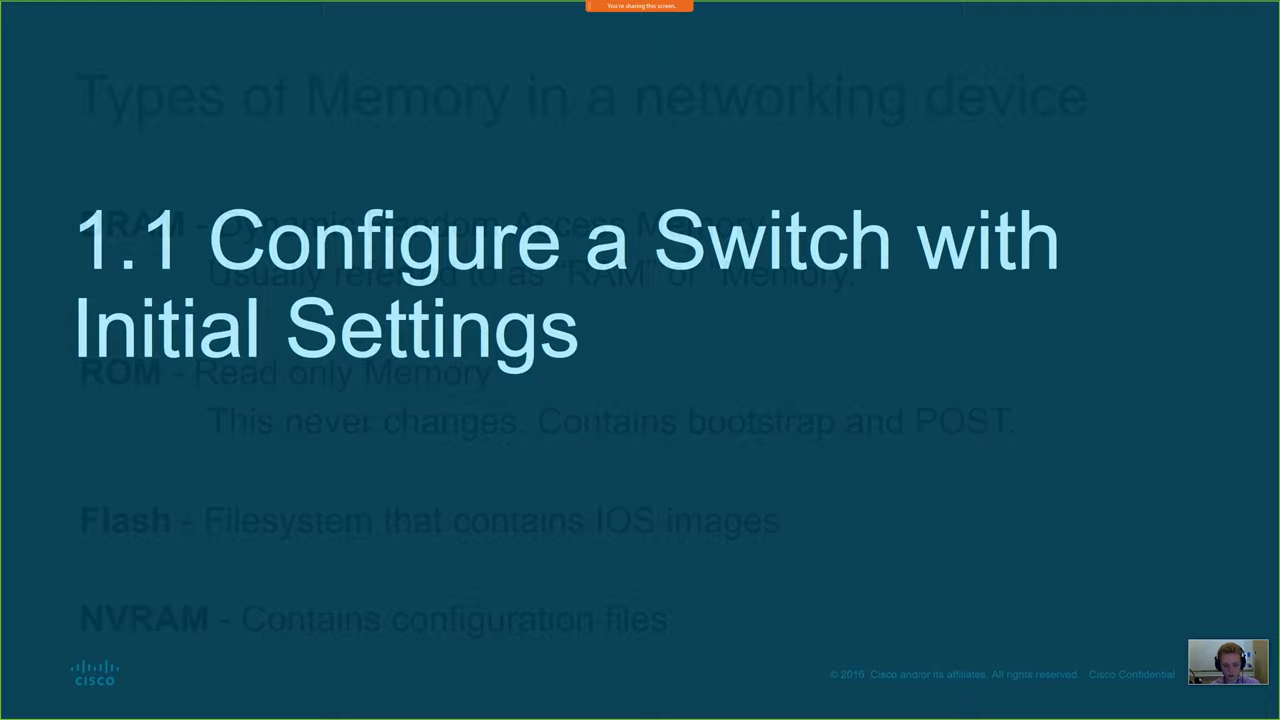 You're sharing this screen.
Types of Memory in a networking device
DRAM - Dynamic Random Access Memory
1.1 Configure a Switch with
Usually referred to as "RAM" or "Memory."
Initial Settings
ROM - Read only Memory
This never changes. Contains bootstrap and POST.
Flash - Filesystem that contains IOS images
NVRAM - Contains configuration files
CISCO
© 2016 Cisco and/or its affiliates. All rights reserved. Cisco Confidential